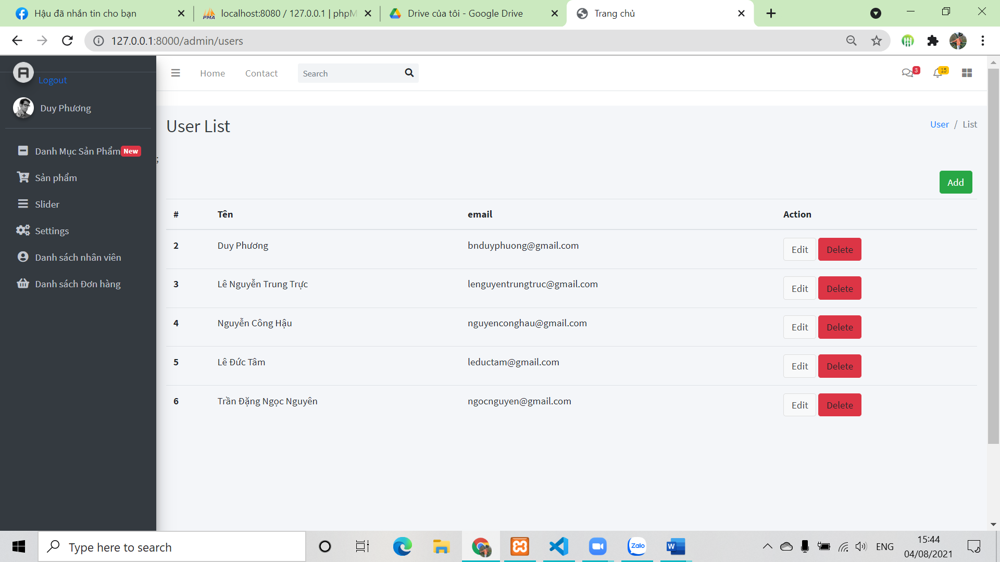 Hậu đã nhắn tin cho bạn
localhost:8080 / 127.0.0.1 | phpM
Drive của tôi - Google Drive
Trang chủ
127.0.0.1:8000/admin/users
Logout
Home
Contact
Search
3
15
Duy Phương
User List
User / List
Danh Mục Sản Phẩm New
;
Sản phẩm
Add
Slider
Settings
Danh sách nhân viên
Danh sách Đơn hàng
# Tên email Action
2 Duy Phương bnduyphuong@gmail.com Edit Delete
3 Lê Nguyễn Trung Trực lenguyentrungtruc@gmail.com Edit Delete
4 Nguyễn Công Hậu nguyenconghau@gmail.com Edit Delete
5 Lê Đức Tâm leductam@gmail.com Edit Delete
6 Trần Đặng Ngọc Nguyên ngocnguyen@gmail.com Edit Delete
Type here to search
Zalo
W
ENG
15:44
04/08/2021